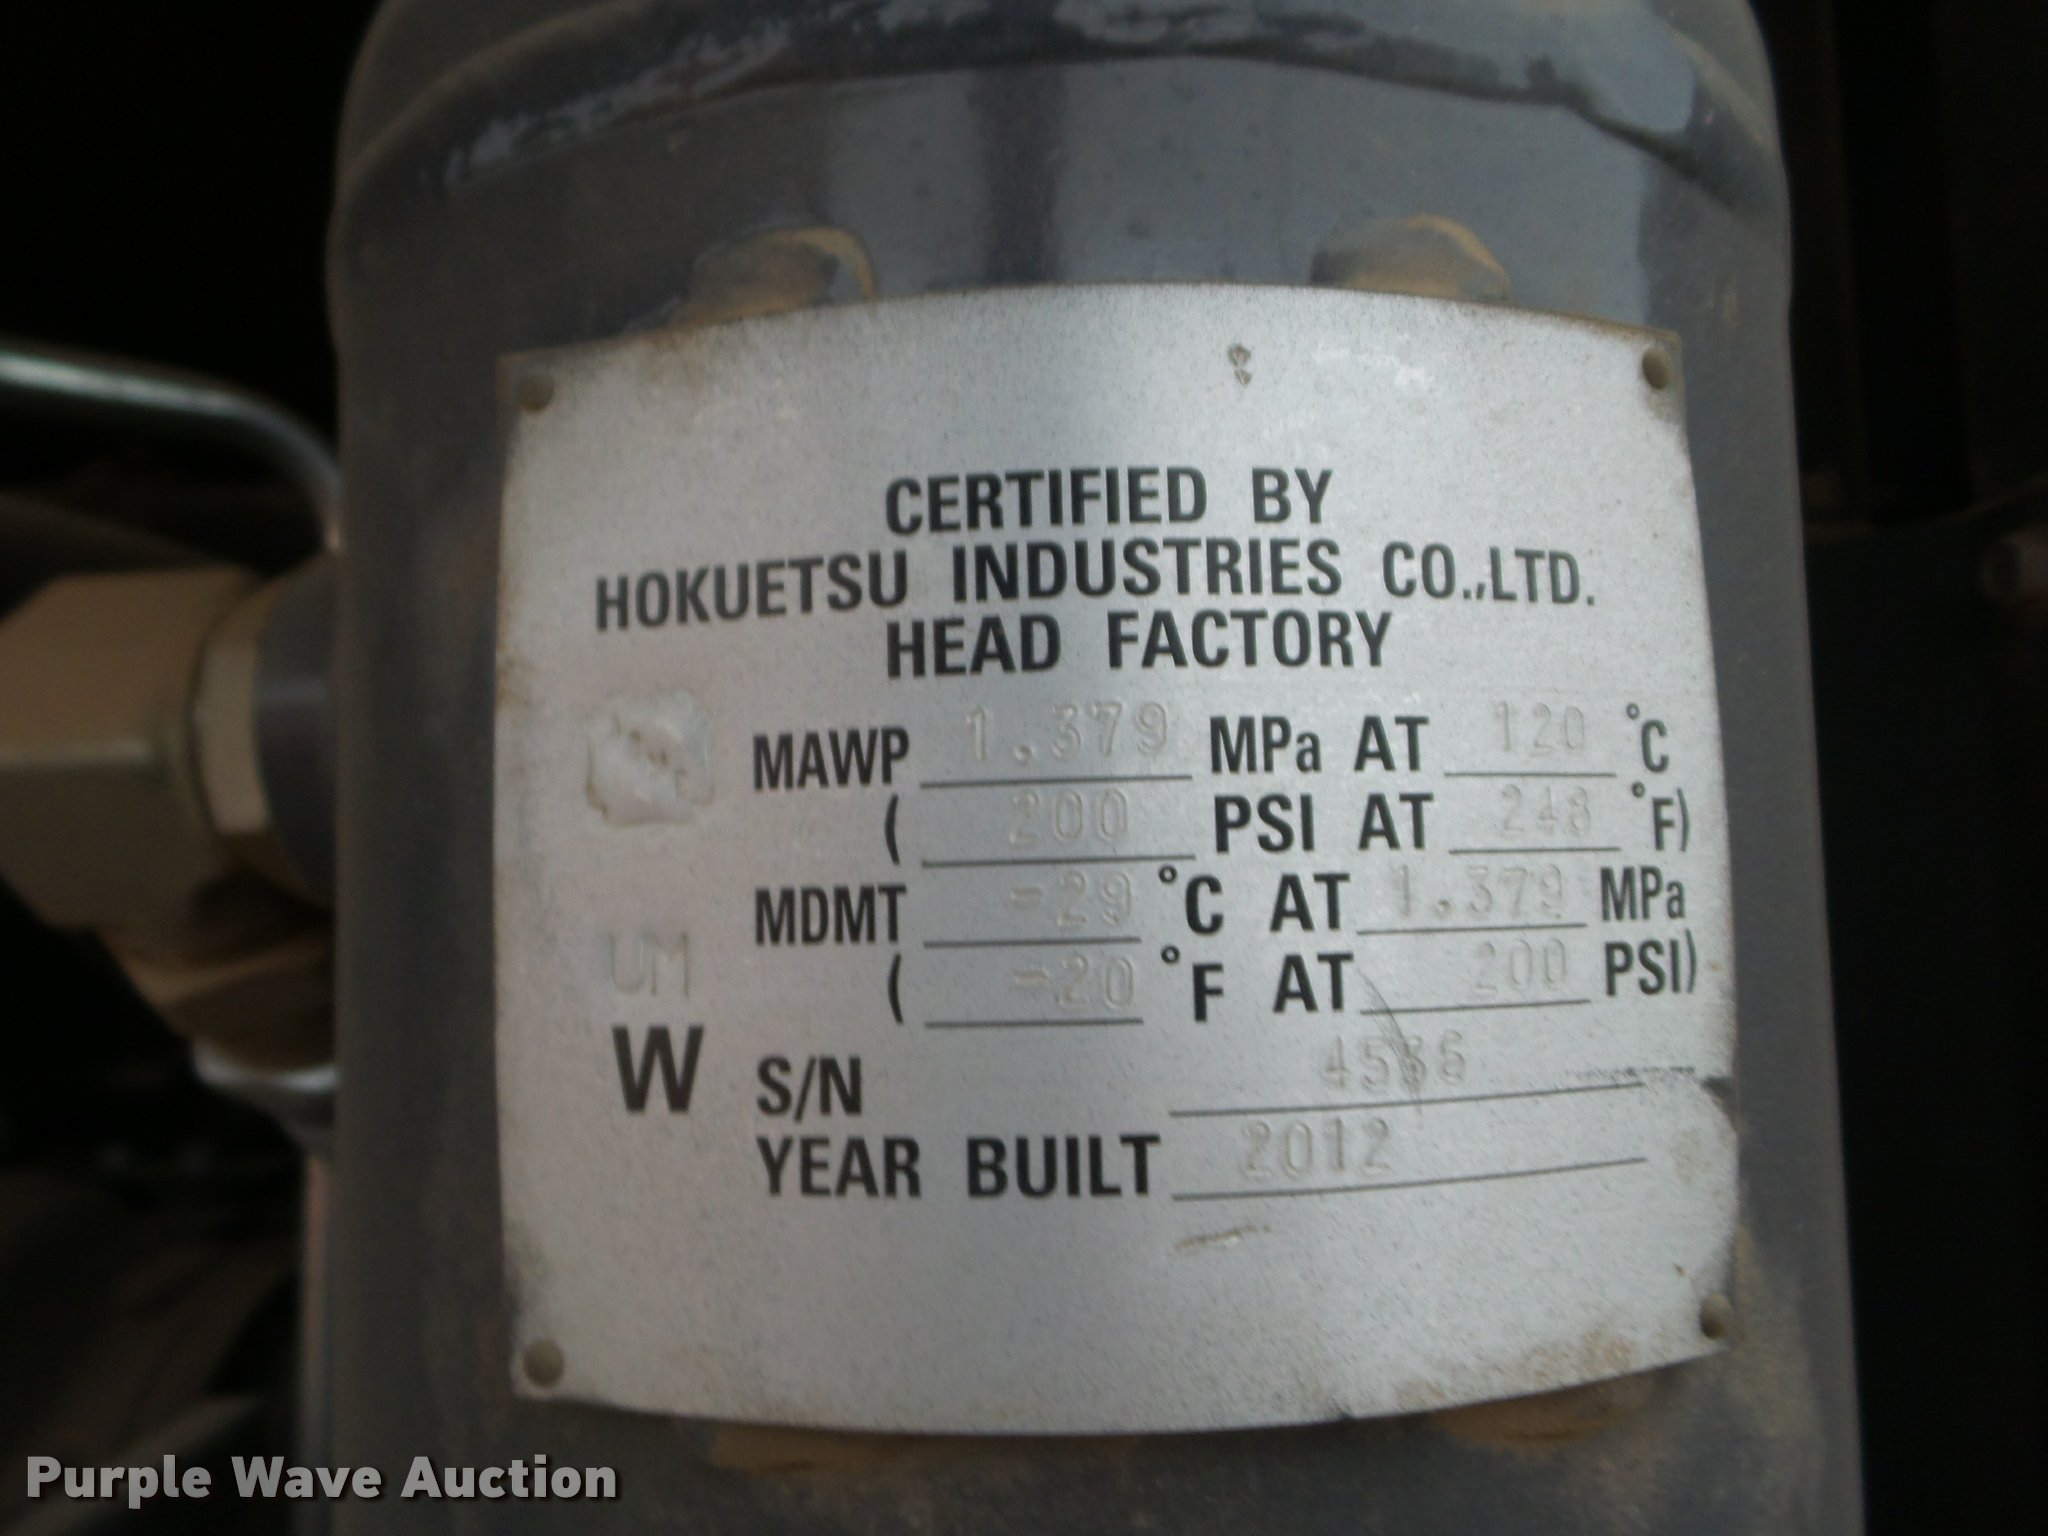 CERTIFIED BY
HOKUETSU INDUSTRIES CO.,LTD.
HEAD FACTORY
MAWP 1.379 MPa AT 120 °C
( 200 PSI AT 248 °F)
MDMT -29 °C AT 1.379 MPa
( -20 °F AT 200 PSI)
UM
W
S/N
YEAR BUILT 2012
Purple Wave Auction